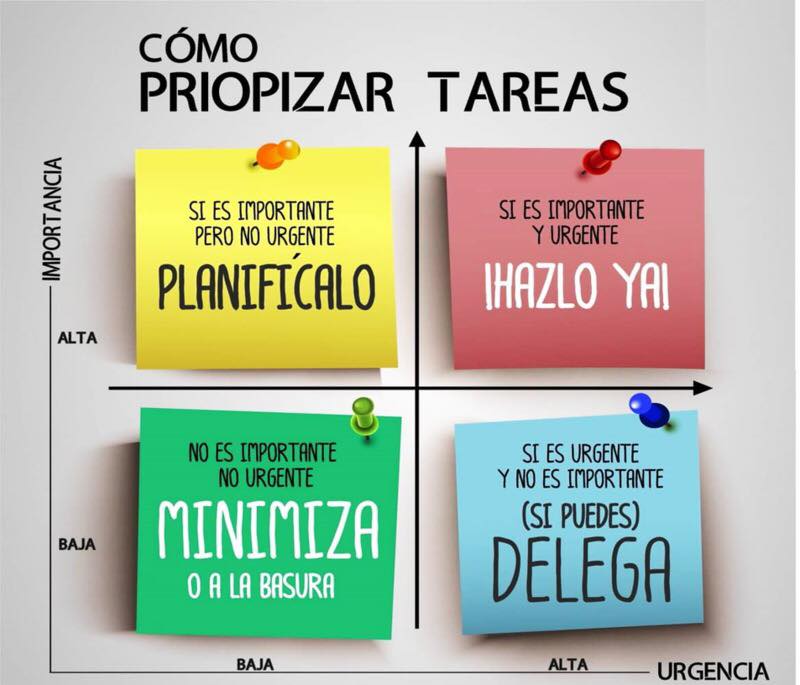 CÓMO
PRIOPIZAR TAREAS
IMPORTANCIA
SI ES IMPORTANTE
PERO NO URGENTE
PLANIFÍCALO
SI ES IMPORTANTE
Y URGENTE
¡HAZLO YA!
ALTA
NO ES IMPORTANTE
NO URGENTE
MINIMIZA
O A LA BASURA
SI ES URGENTE
Y NO ES IMPORTANTE
(SI PUEDES)
DELEGA
BAJA
BAJA
ALTA
URGENCIA